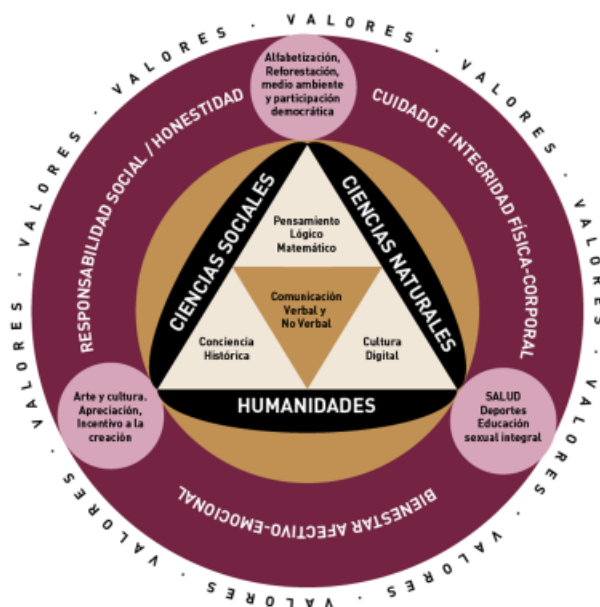 VALORES · VALORES · VALORES · VALORES · VALORES · VALORES · VALORES · VALORES · VALORES · VALORES ·
Alfabetización,
Reforestación,
medio ambiente
y participación
democrática
RESPONSABILIDAD SOCIAL / HONESTIDAD
CUIDADO E INTEGRIDAD FÍSICA-CORPORAL
CIENCIAS SOCIALES
CIENCIAS NATURALES
Pensamiento
Lógico
Matemático
Comunicación
Verbal y
No Verbal
Conciencia
Histórica
Cultura
Digital
HUMANIDADES
Arte y cultura.
Apreciación,
Incentivo a la
creación
SALUD
Deportes
Educación
sexual integral
BIENESTAR AFECTIVO-EMOCIONAL